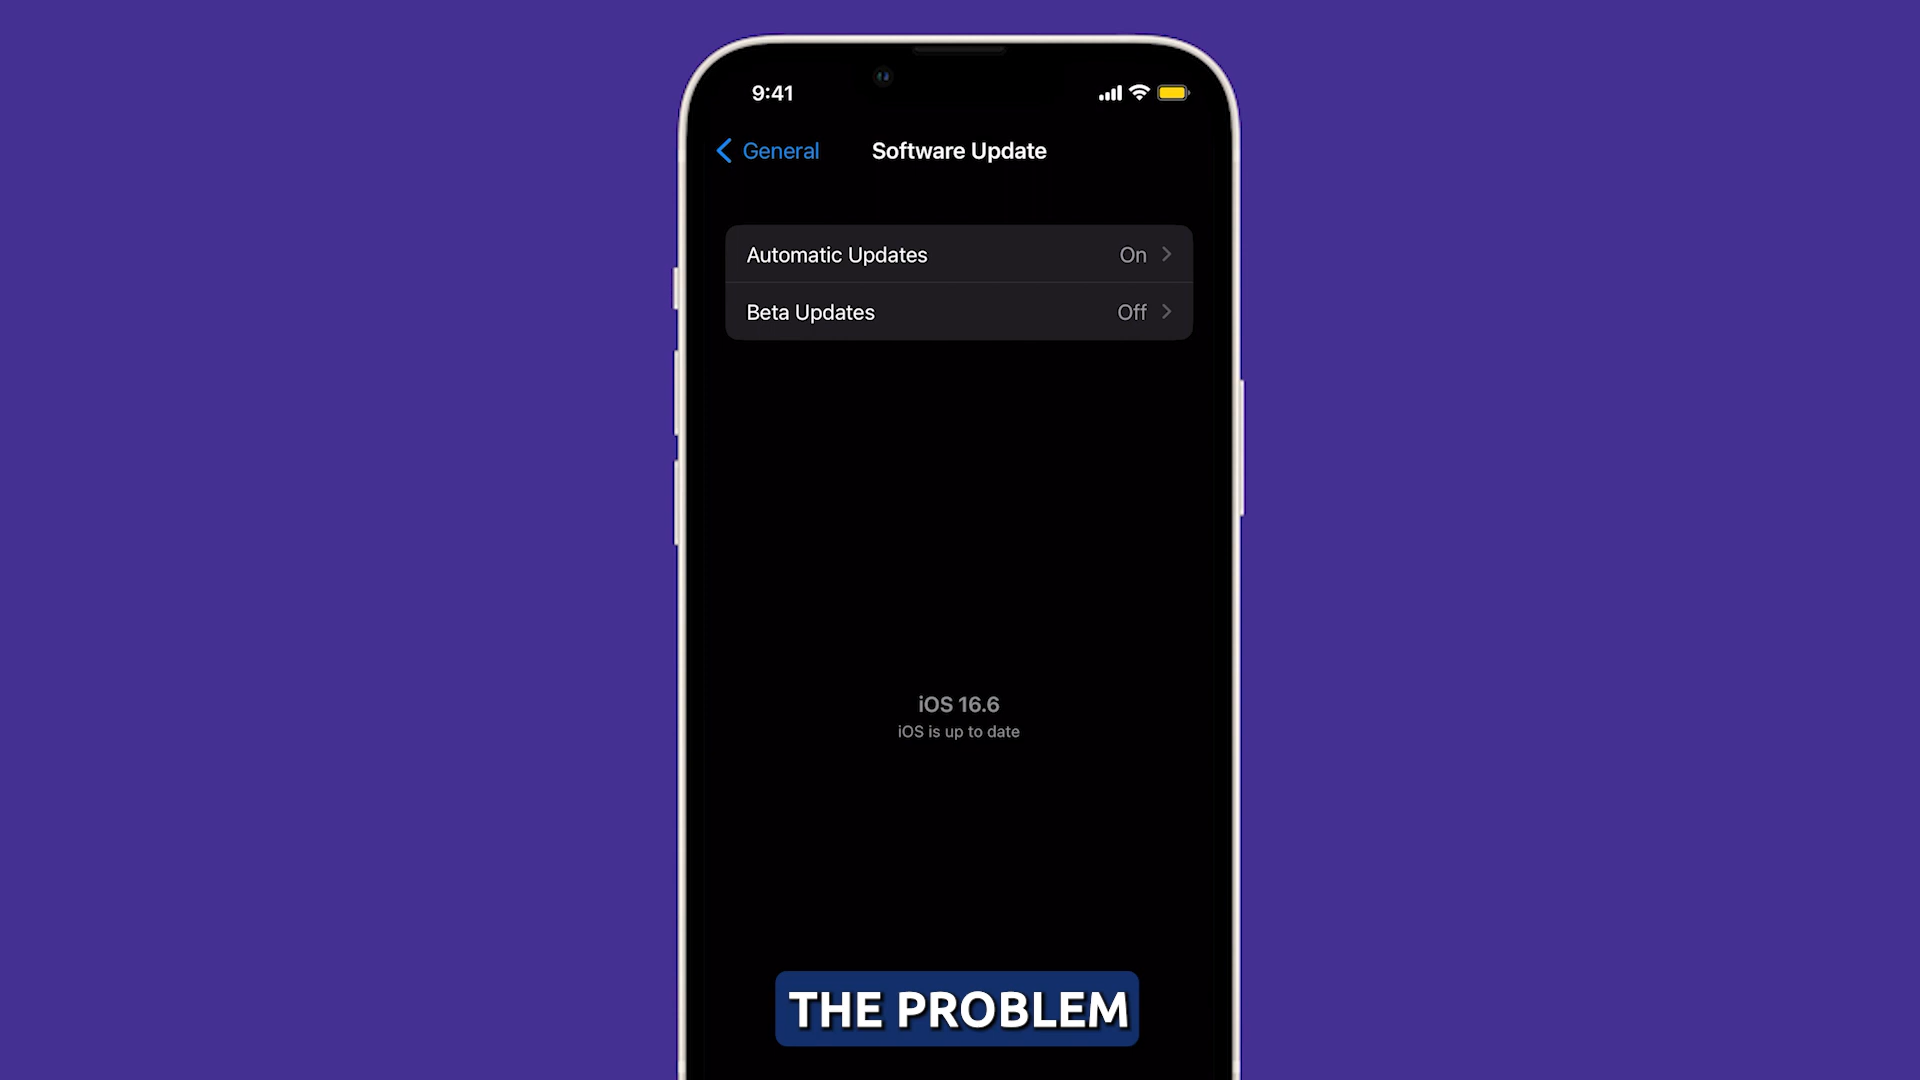 9:41
General
Software Update
Automatic Updates On
Beta Updates Off
iOS 16.6
iOS is up to date
THE PROBLEM